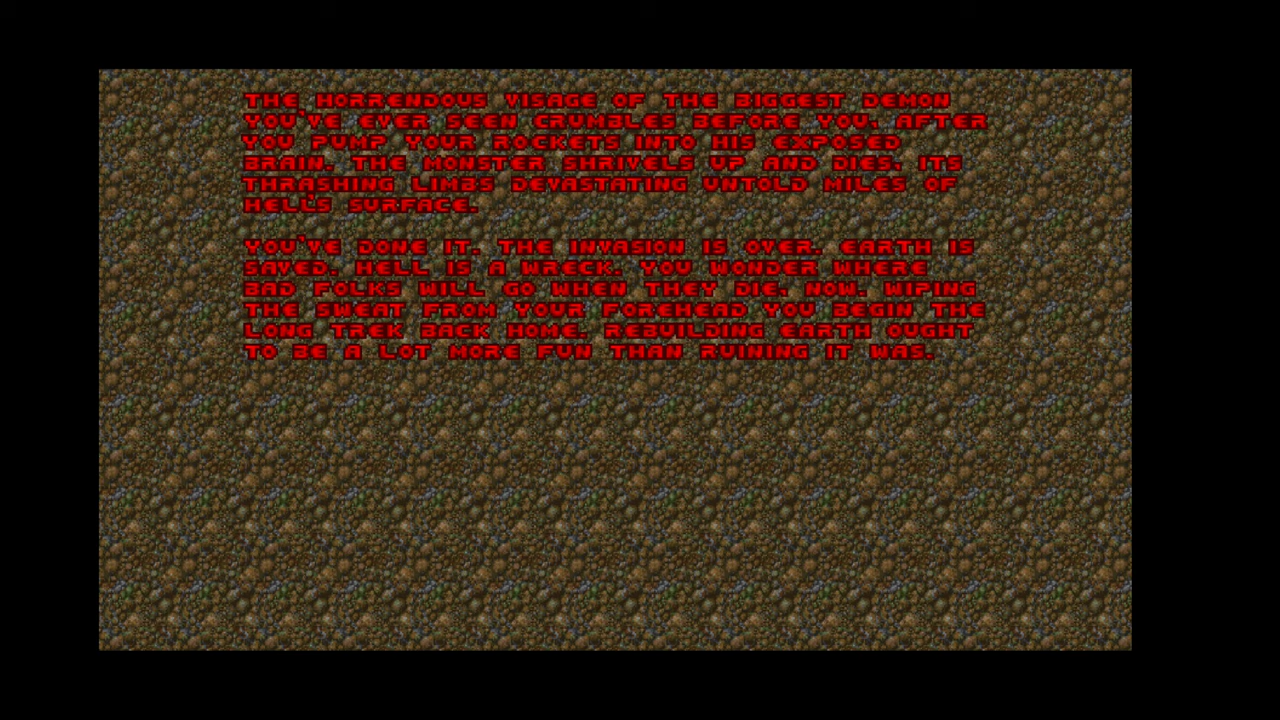 THE HORRENDOUS VISAGE OF THE BIGGEST DEMON
YOU'VE EVER SEEN CRUMBLES BEFORE YOU, AFTER
YOU PUMP YOUR ROCKETS INTO HIS EXPOSED
BRAIN. THE MONSTER SHRIVELS UP AND DIES, ITS
THRASHING LIMBS DEVASTATING UNTOLD MILES OF
HELL'S SURFACE.
YOU'VE DONE IT. THE INVASION IS OVER. EARTH IS
SAVED. HELL IS A WRECK. YOU WONDER WHERE
BAD FOLKS WILL GO WHEN THEY DIE, NOW. WIPING
THE SWEAT FROM YOUR FOREHEAD YOU BEGIN THE
LONG TREK BACK HOME. REBUILDING EARTH OUGHT
TO BE A LOT MORE FUN THAN RUINING IT WAS.